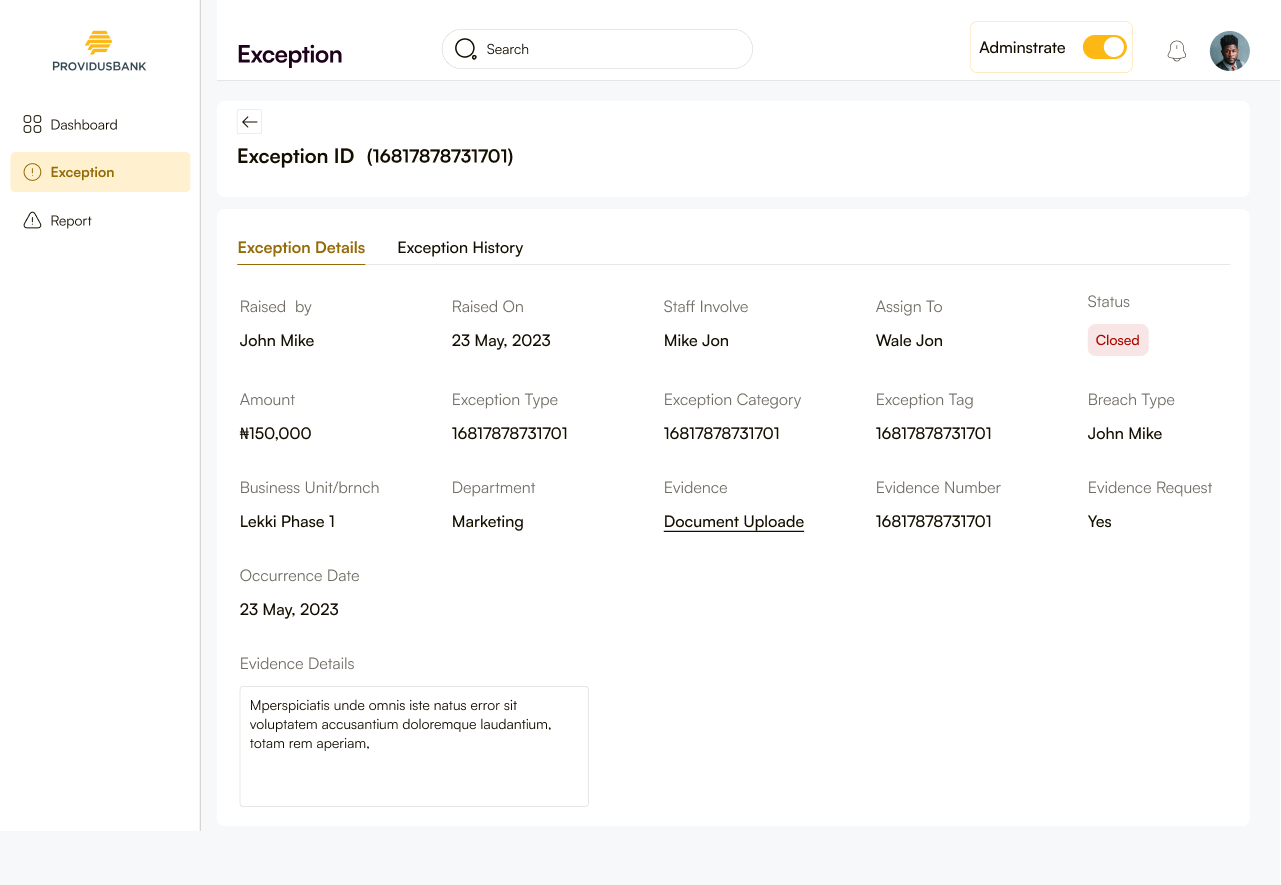 PROVIDUSBANK
Dashboard
Exception
Report
Exception
Search
Adminstrate
Exception ID (16817878731701)
Exception Details
Exception History
Raised by
Raised On
Staff Involve
Assign To
Status
John Mike
23 May, 2023
Mike Jon
Wale Jon
Closed
Amount
Exception Type
Exception Category
Exception Tag
Breach Type
₦150,000
16817878731701
16817878731701
16817878731701
John Mike
Business Unit/brnch
Department
Evidence
Evidence Number
Evidence Request
Lekki Phase 1
Marketing
Document Uploade
16817878731701
Yes
Occurrence Date
23 May, 2023
Evidence Details
Mperspiciatis unde omnis iste natus error sit
voluptatem accusantium doloremque laudantium,
totam rem aperiam,